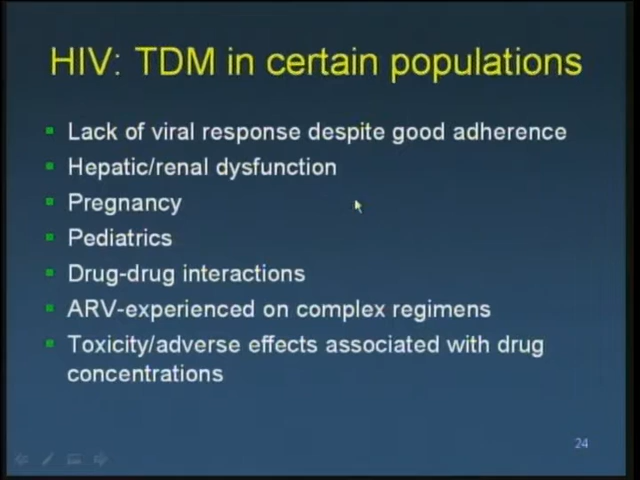 HIV: TDM in certain populations
Lack of viral response despite good adherence
Hepatic/renal dysfunction
Pregnancy
Pediatrics
Drug-drug interactions
ARV-experienced on complex regimens
Toxicity/adverse effects associated with drug
concentrations
24